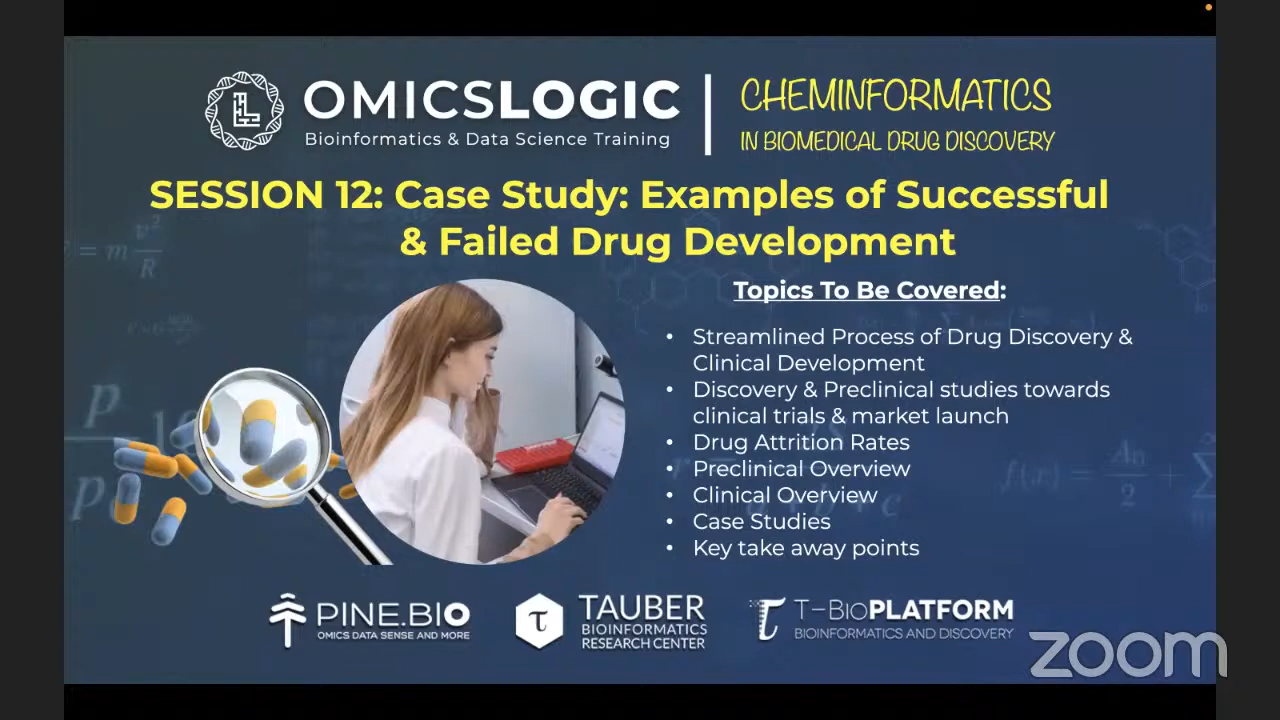 OMICSLOGIC
Bioinformatics & Data Science Training
CHEMINFORMATICS
IN BIOMEDICAL DRUG DISCOVERY
SESSION 12: Case Study: Examples of Successful
& Failed Drug Development
Topics To Be Covered:
• Streamlined Process of Drug Discovery &
Clinical Development
• Discovery & Preclinical studies towards
clinical trials & market launch
• Drug Attrition Rates
• Preclinical Overview
• Clinical Overview
• Case Studies
• Key take away points
PINE.BIO
OMICS DATA SENSE AND MORE
τ
TAUBER
BIOINFORMATICS
RESEARCH CENTER
T-BioPLATFORM
BIOINFORMATICS AND DISCOVERY
zoom